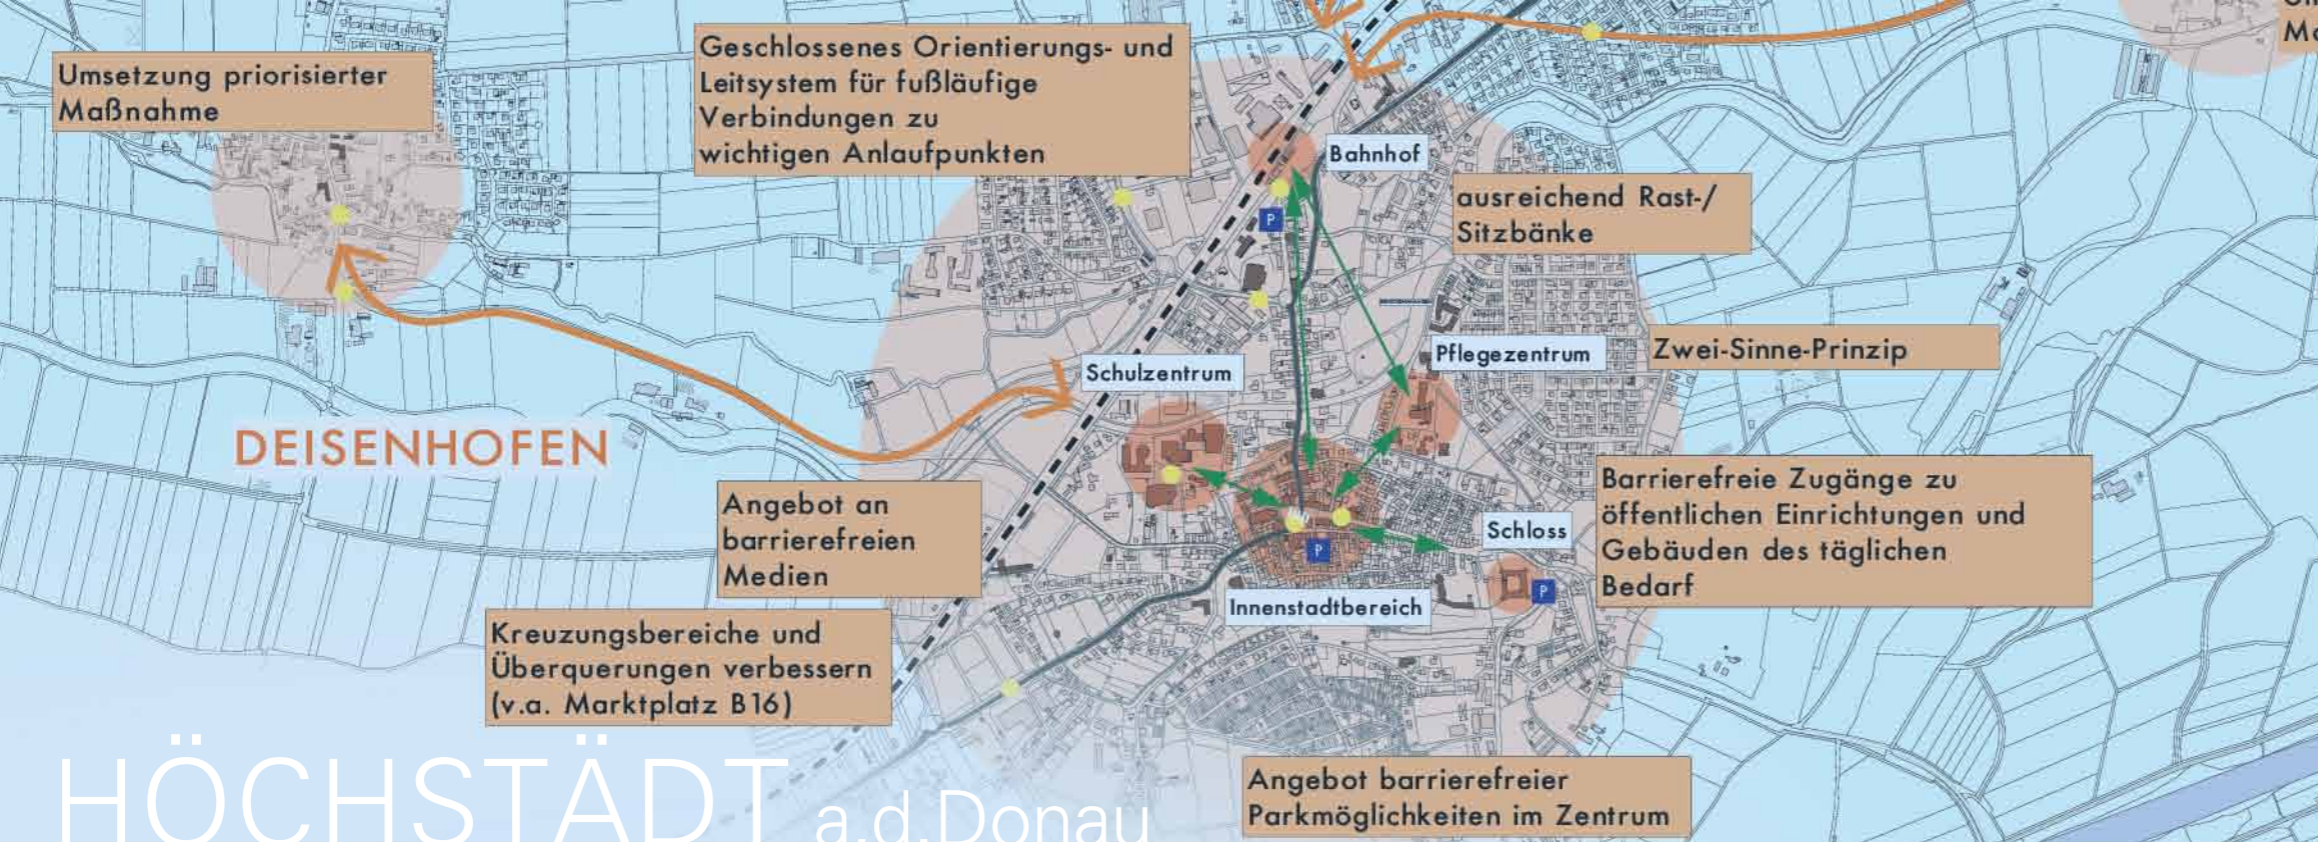 Umsetzung priorisierter
Maßnahme
Geschlossenes Orientierungs- und
Leitsystem für fußläufige
Verbindungen zu
wichtigen Anlaufpunkten
Bahnhof
P
ausreichend Rast-/
Sitzbänke
Zwei-Sinne-Prinzip
Pflegezentrum
Schulzentrum
DEISENHOFEN
Angebot an
barrierefreien
Medien
Barrierefreie Zugänge zu
öffentlichen Einrichtungen und
Gebäuden des täglichen
Bedarf
Schloss
P
P
Innenstadtbereich
Kreuzungsbereiche und
Überquerungen verbessern
(v.a. Marktplatz B16)
Angebot barrierefreier
Parkmöglichkeiten im Zentrum
HÖCHSTÄDT a.d.Donau